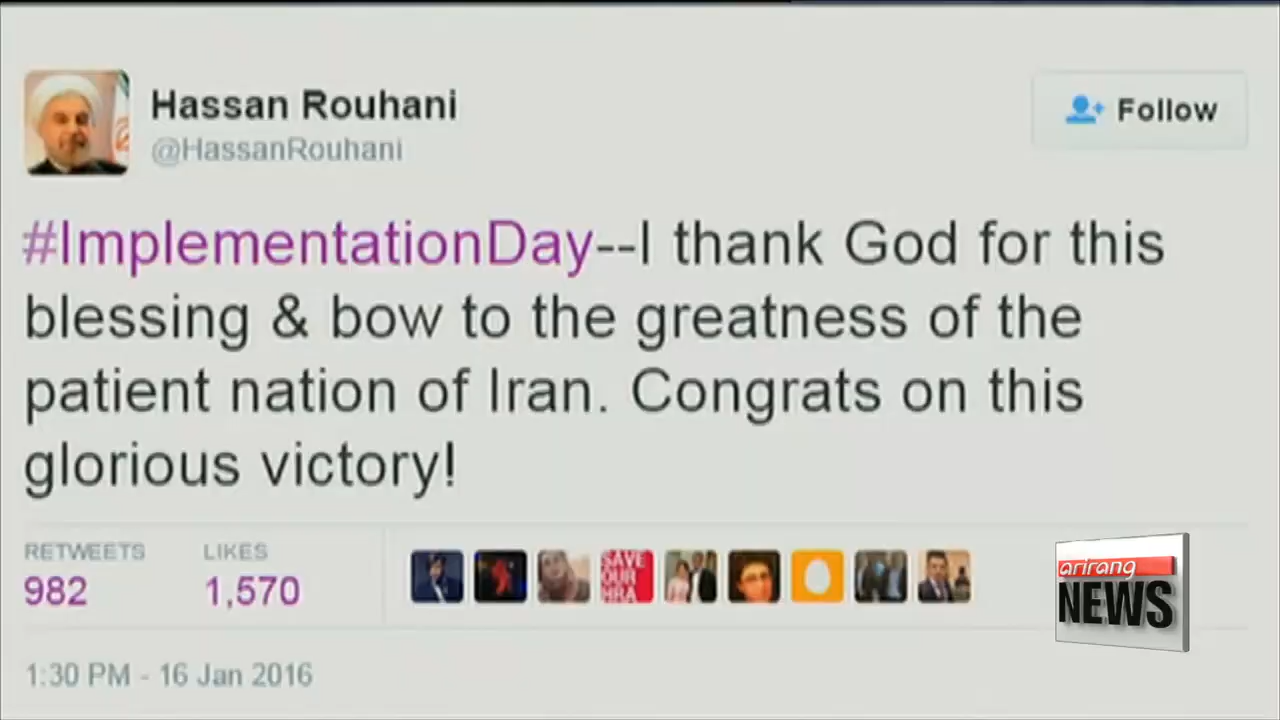 Hassan Rouhani
@HassanRouhani
Follow
#ImplementationDay--I thank God for this
blessing & bow to the greatness of the
patient nation of Iran. Congrats on this
glorious victory!
RETWEETS
982
LIKES
1,570
SAVE
OUR
HRA
arirang
NEWS
1:30 PM - 16 Jan 2016